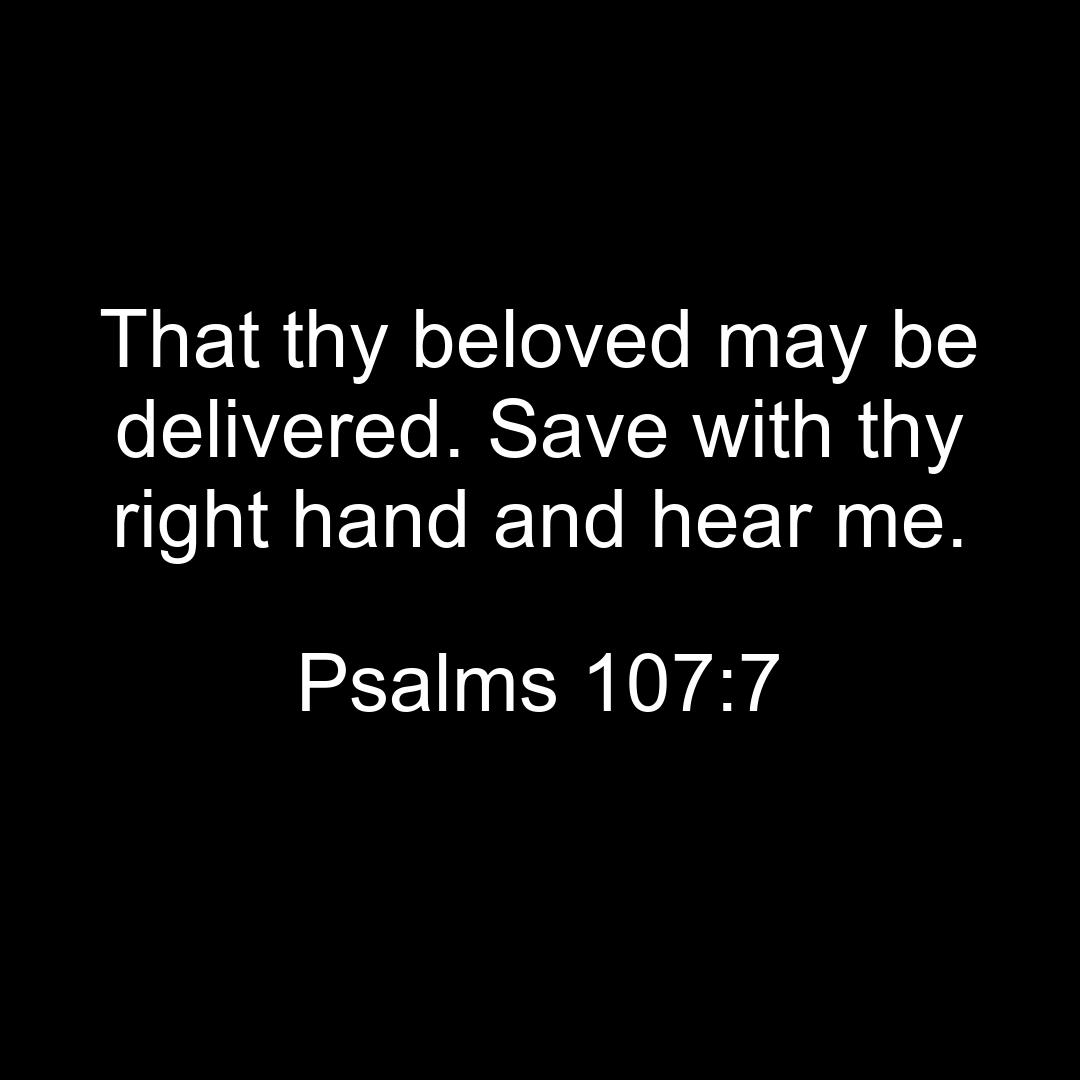 That thy beloved may be
delivered. Save with thy
right hand and hear me.
Psalms 107:7